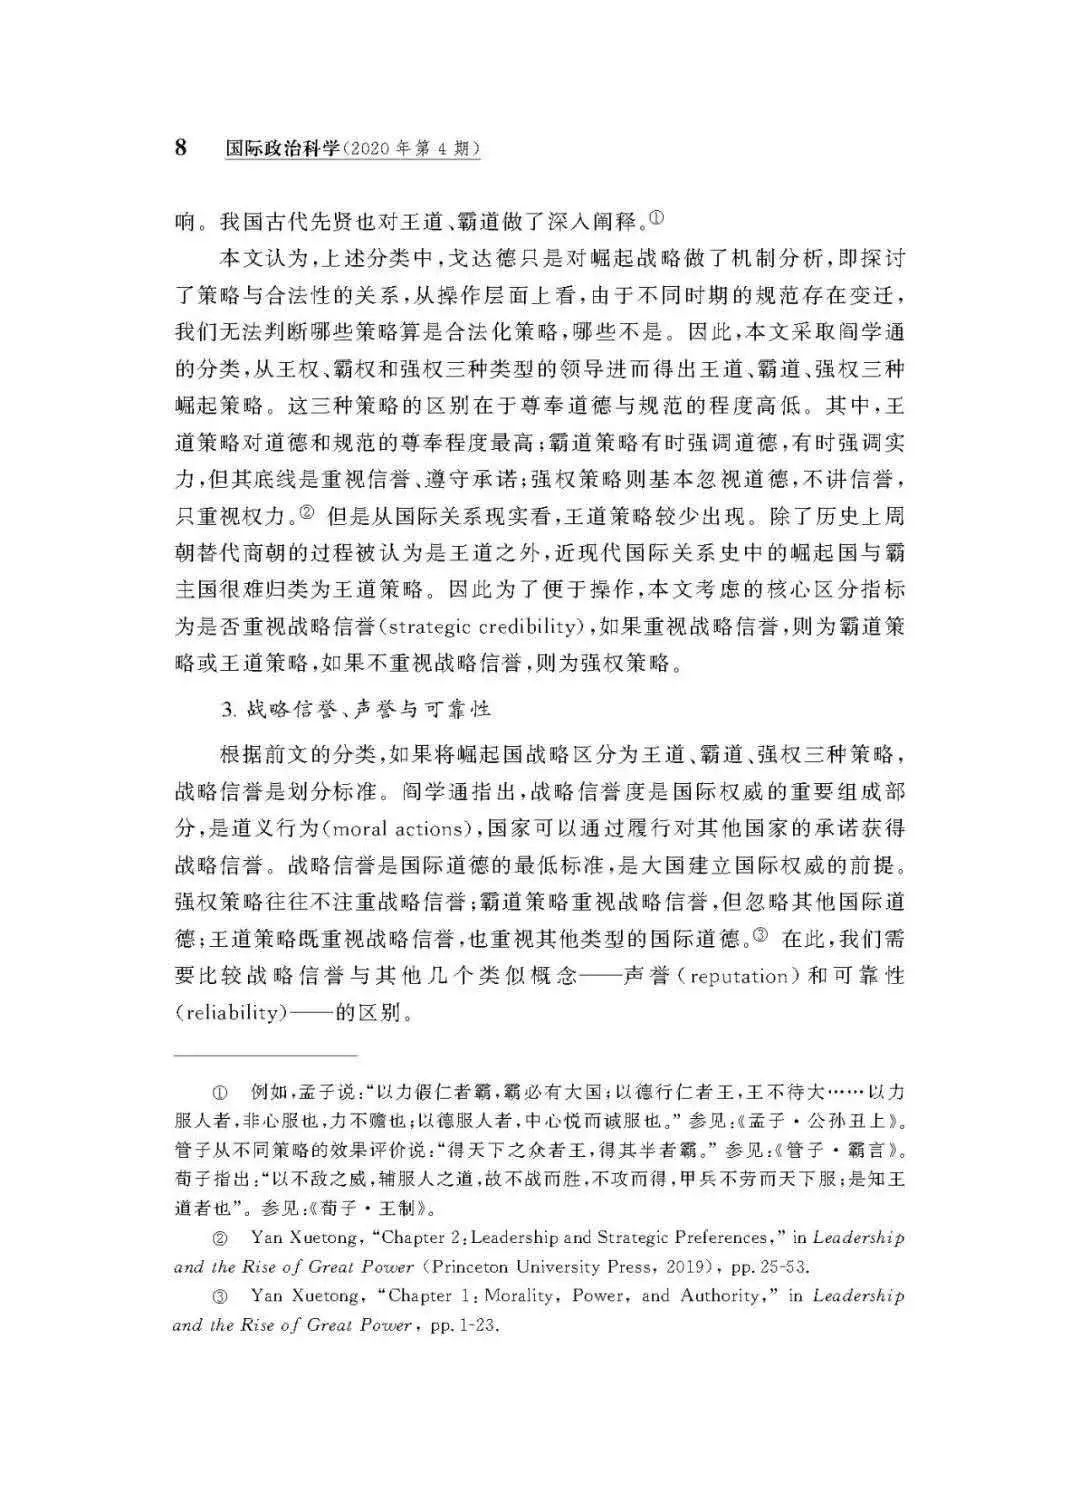 8 国际政治科学(2020 年第 4 期)
响。我国古代先贤也对王道、霸道做了深入阐释。①
本文认为,上述分类中,戈达德只是对崛起战略做了机制分析,即探讨
了策略与合法性的关系,从操作层面上看,由于不同时期的规范存在变迁,
我们无法判断哪些策略算是合法化策略,哪些不是。因此,本文采取阎学通
的分类,从王权、霸权和强权三种类型的领导进而得出王道、霸道、强权三种
崛起策略。这三种策略的区别在于尊奉道德与规范的程度高低。其中,王
道策略对道德和规范的尊奉程度最高;霸道策略有时强调道德,有时强调实
力,但其底线是重视信誉、遵守承诺;强权策略则基本忽视道德,不讲信誉,
只重视权力。② 但是从国际关系现实看,王道策略较少出现。除了历史上周
朝替代商朝的过程被认为是王道之外,近现代国际关系史中的崛起国与霸
主国很难归类为王道策略。因此为了便于操作,本文考虑的核心区分指标
为是否重视战略信誉(strategic credibility),如果重视战略信誉,则为霸道策
略或王道策略,如果不重视战略信誉,则为强权策略。
3. 战略信誉、声誉与可靠性
根据前文的分类,如果将崛起国战略区分为王道、霸道、强权三种策略,
战略信誉是划分标准。阎学通指出,战略信誉度是国际权威的重要组成部
分,是道义行为(moral actions),国家可以通过履行对其他国家的承诺获得
战略信誉。战略信誉是国际道德的最低标准,是大国建立国际权威的前提。
强权策略往往不注重战略信誉;霸道策略重视战略信誉,但忽略其他国际道
德;王道策略既重视战略信誉,也重视其他类型的国际道德。③ 在此,我们需
要比较战略信誉与其他几个类似概念——声誉(reputation)和可靠性
(reliability)——的区别。
① 例如,孟子说:“以力假仁者霸,霸必有大国;以德行仁者王,王不待大……以力
服人者,非心服也,力不赡也;以德服人者,中心悦而诚服也。”参见:《孟子·公孙丑上》。
管子从不同策略的效果评价说:“得天下之众者王,得其半者霸。”参见:《管子·霸言》。
荀子指出:“以不敌之威,辅服人之道,故不战而胜,不攻而得,甲兵不劳而天下服;是知王
道者也”。参见:《荀子·王制》。
② Yan Xuetong, “Chapter 2: Leadership and Strategic Preferences,” in Leadership
and the Rise of Great Power (Princeton University Press, 2019), pp. 25-53.
③ Yan Xuetong, “Chapter 1: Morality, Power, and Authority,” in Leadership
and the Rise of Great Power, pp. 1-23.